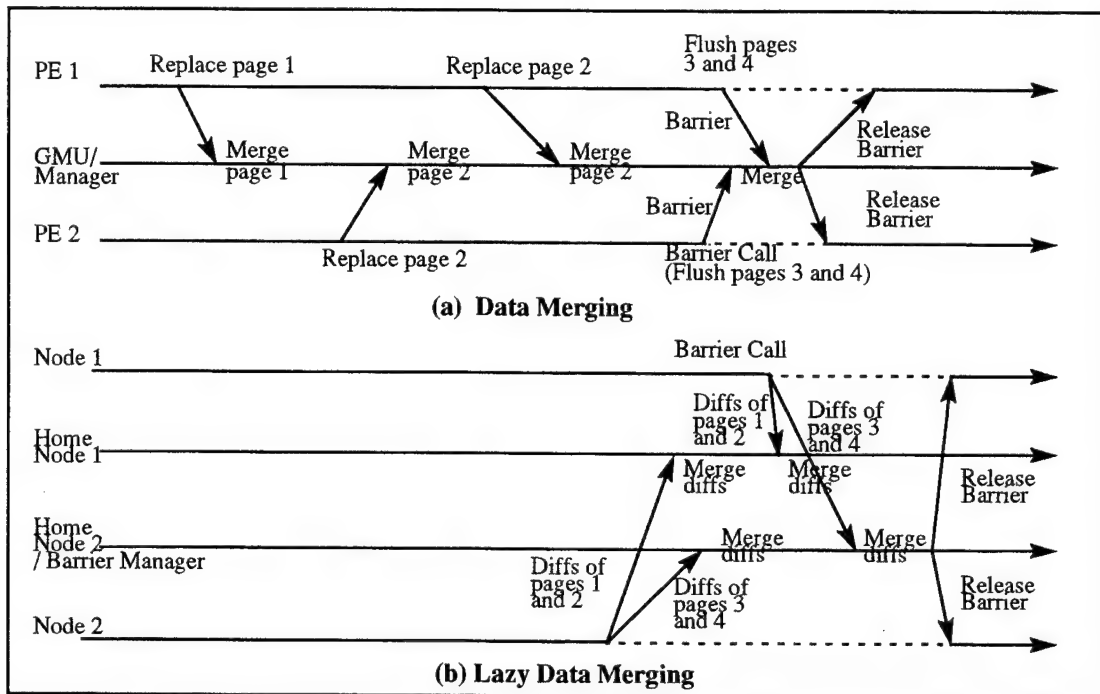 PE 1
Replace page 1
Replace page 2
Flush pages
3 and 4
Barrier
Release
Barrier
GMU/
Manager
Merge
page 1
Merge
page 2
Merge
page 2
Merge
Barrier
Release
Barrier
PE 2
Replace page 2
Barrier Call
(Flush pages 3 and 4)
(a) Data Merging
Node 1
Barrier Call
Diffs of
pages 1
and 2
Diffs of
pages 3
and 4
Home
Node 1
Merge
diffs
Merge
diffs
Release
Barrier
Home
Node 2
/ Barrier Manager
Merge
diffs
Merge
diffs
Diffs of
pages 1
and 2
Diffs of
pages 3
and 4
Release
Barrier
Node 2
(b) Lazy Data Merging